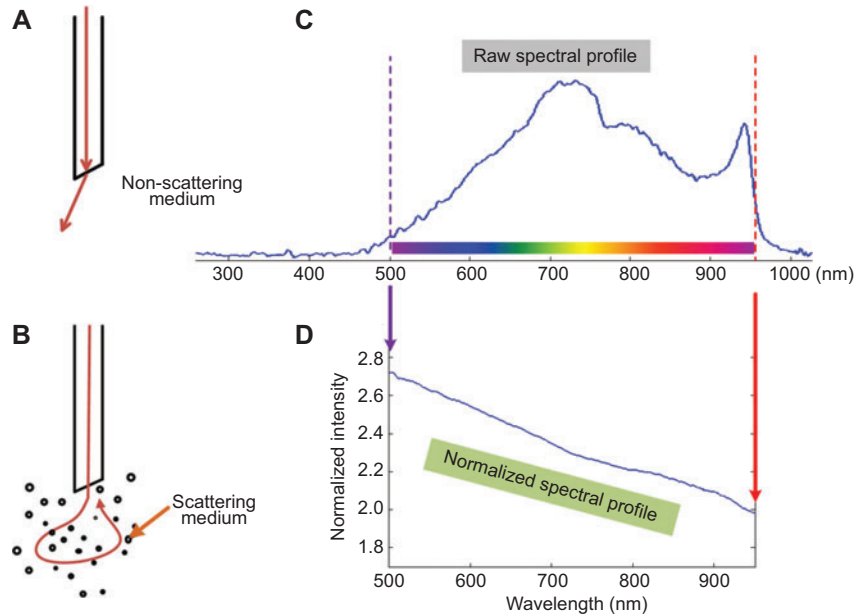 A
Non-scattering
medium
B
Scattering
medium
C
Raw spectral profile
300 400 500 600 700 800 900 1000 (nm)
D
Normalized intensity
2.8
2.6
2.4
2.2
2.0
1.8
Normalized spectral profile
500 600 700 800 900
Wavelength (nm)